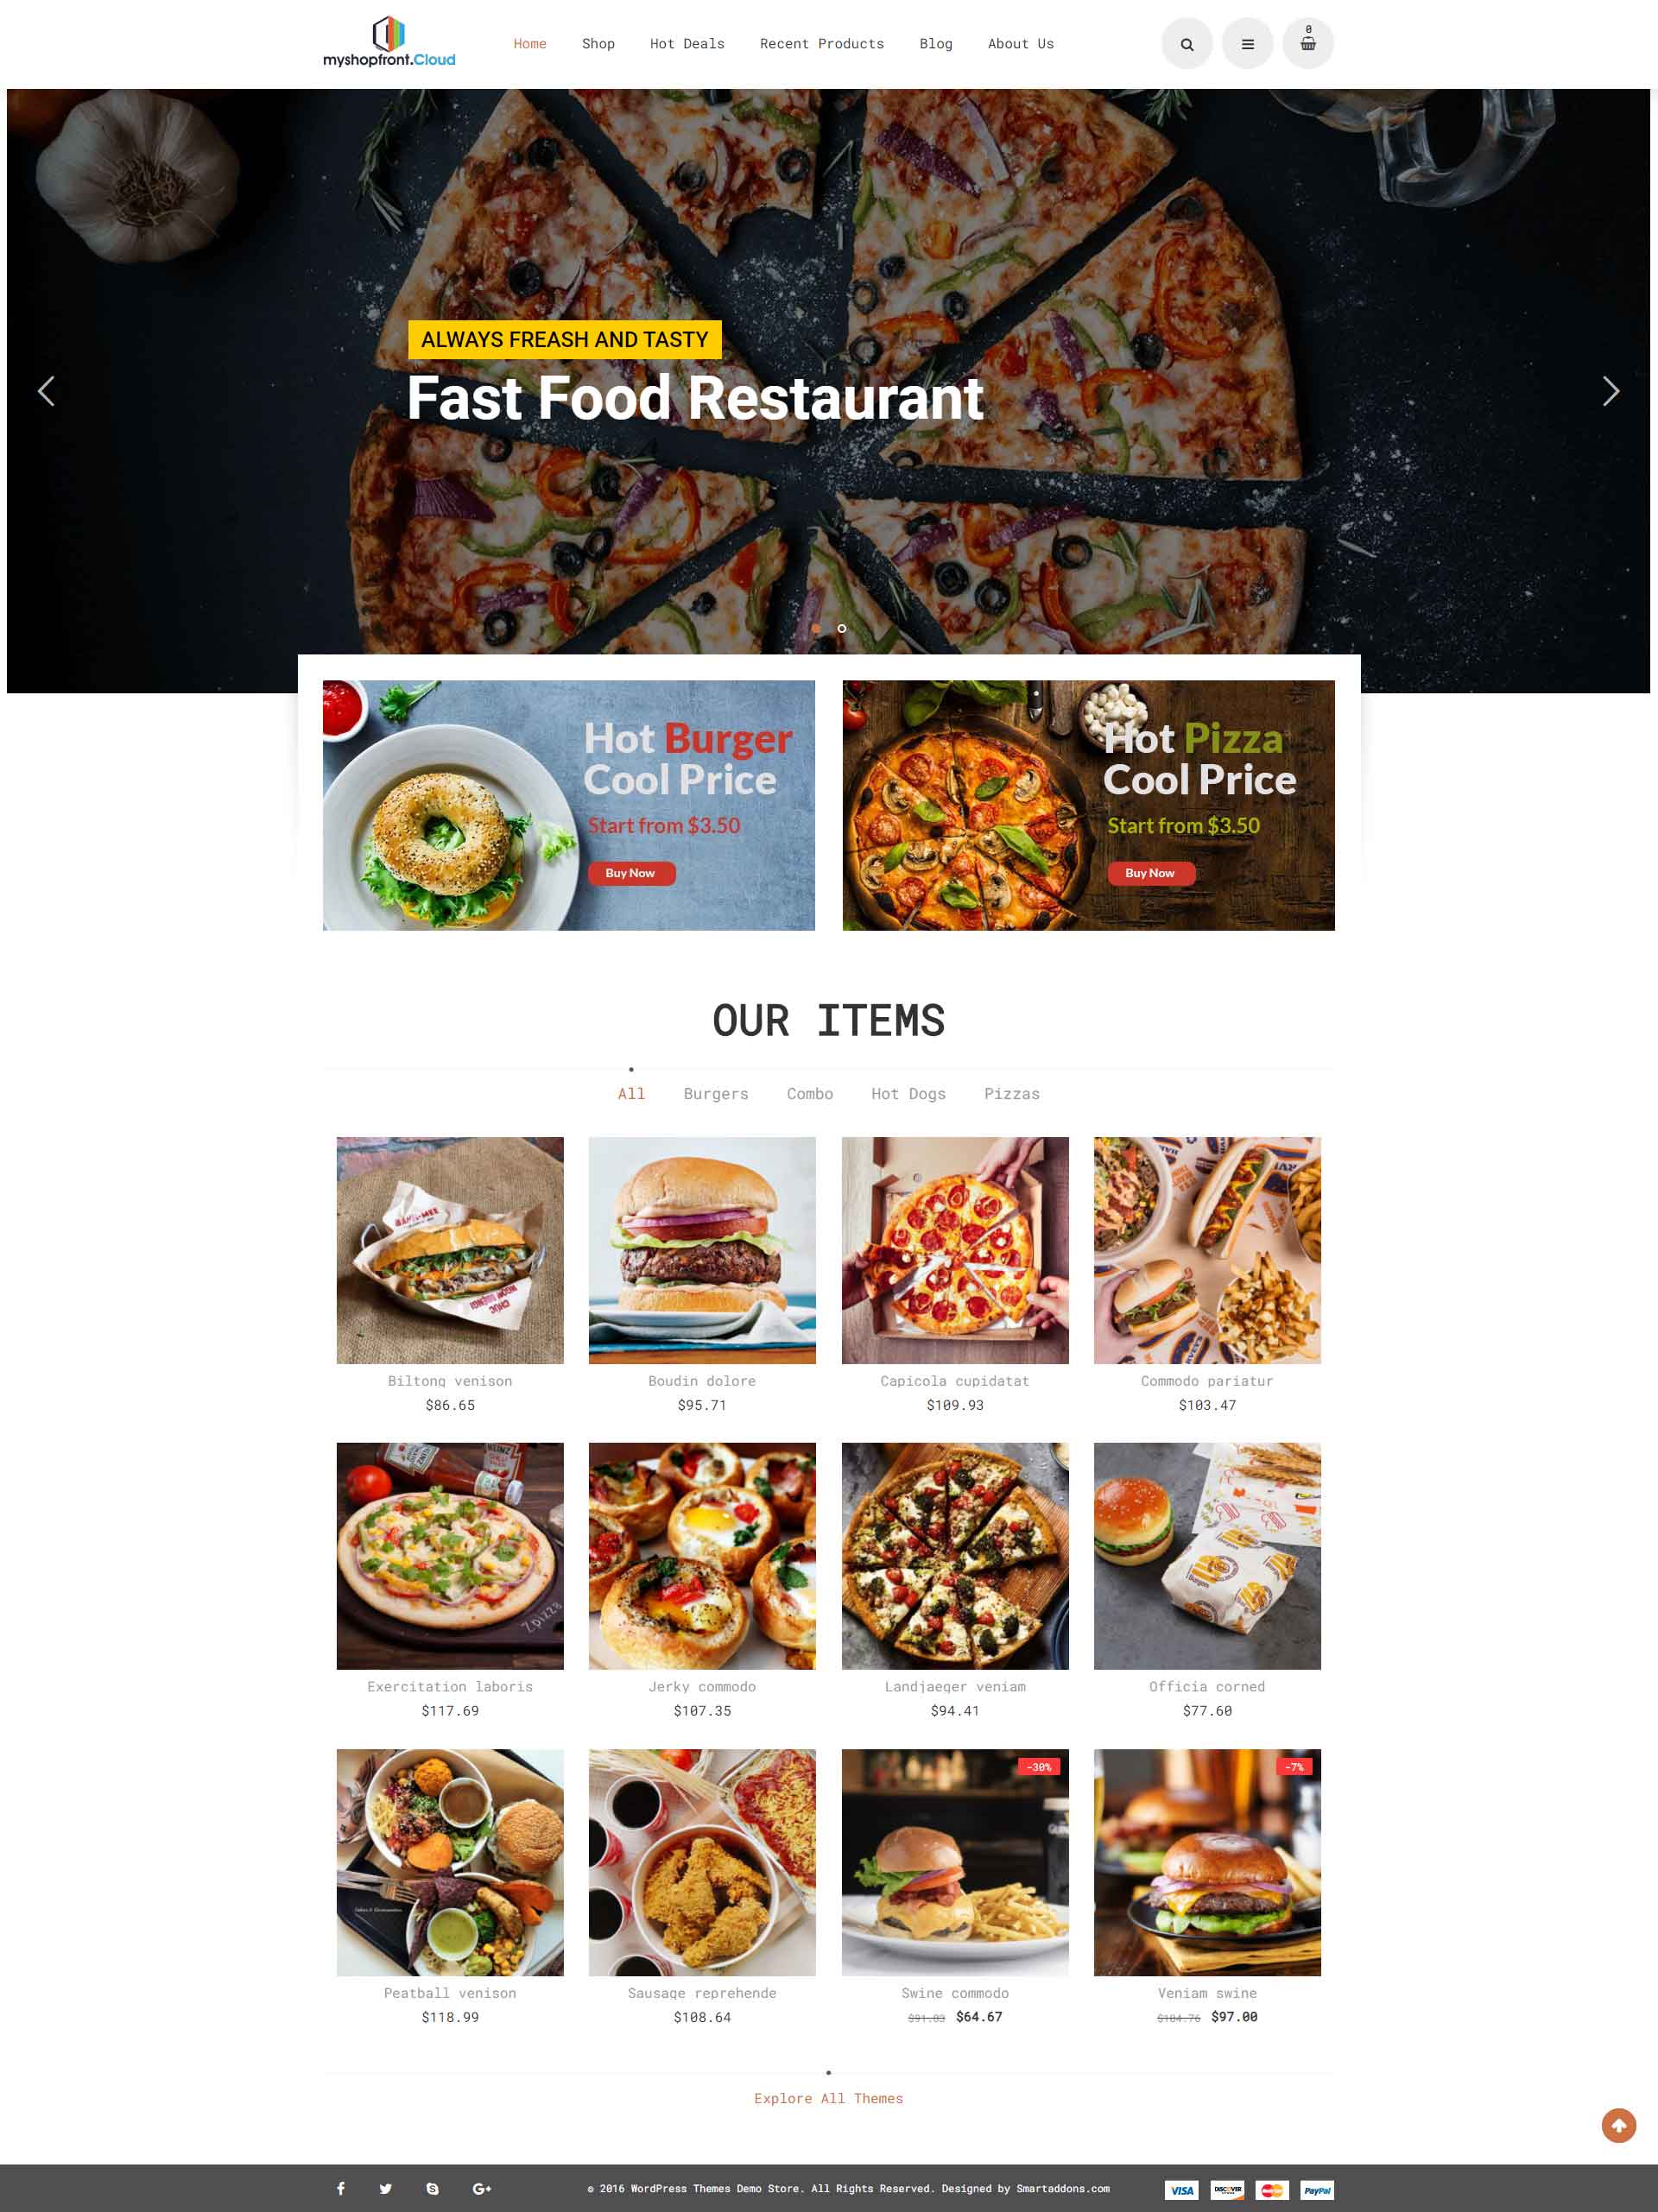 myshopfront.Cloud
Home Shop Hot Deals Recent Products Blog About Us
0
ALWAYS FREASH AND TASTY
Fast Food Restaurant
Hot Burger
Cool Price
Start from $3.50
Buy Now
Hot Pizza
Cool Price
Start from $3.50
Buy Now
OUR ITEMS
All Burgers Combo Hot Dogs Pizzas
Biltong venison
$86.65
Boudin dolore
$95.71
Capicola cupidatat
$109.93
Commodo pariatur
$103.47
Exercitation laboris
$117.69
Jerky commodo
$107.35
Landjaeger veniam
$94.41
Officia corned
$77.60
Peatball venison
$118.99
Sausage reprehende
$108.64
-30%
Swine commodo
$91.03 $64.67
-7%
Veniam swine
$104.76 $97.00
Explore All Themes
© 2016 WordPress Themes Demo Store. All Rights Reserved. Designed by Smartaddons.com
VISA DISCOVER MasterCard PayPal